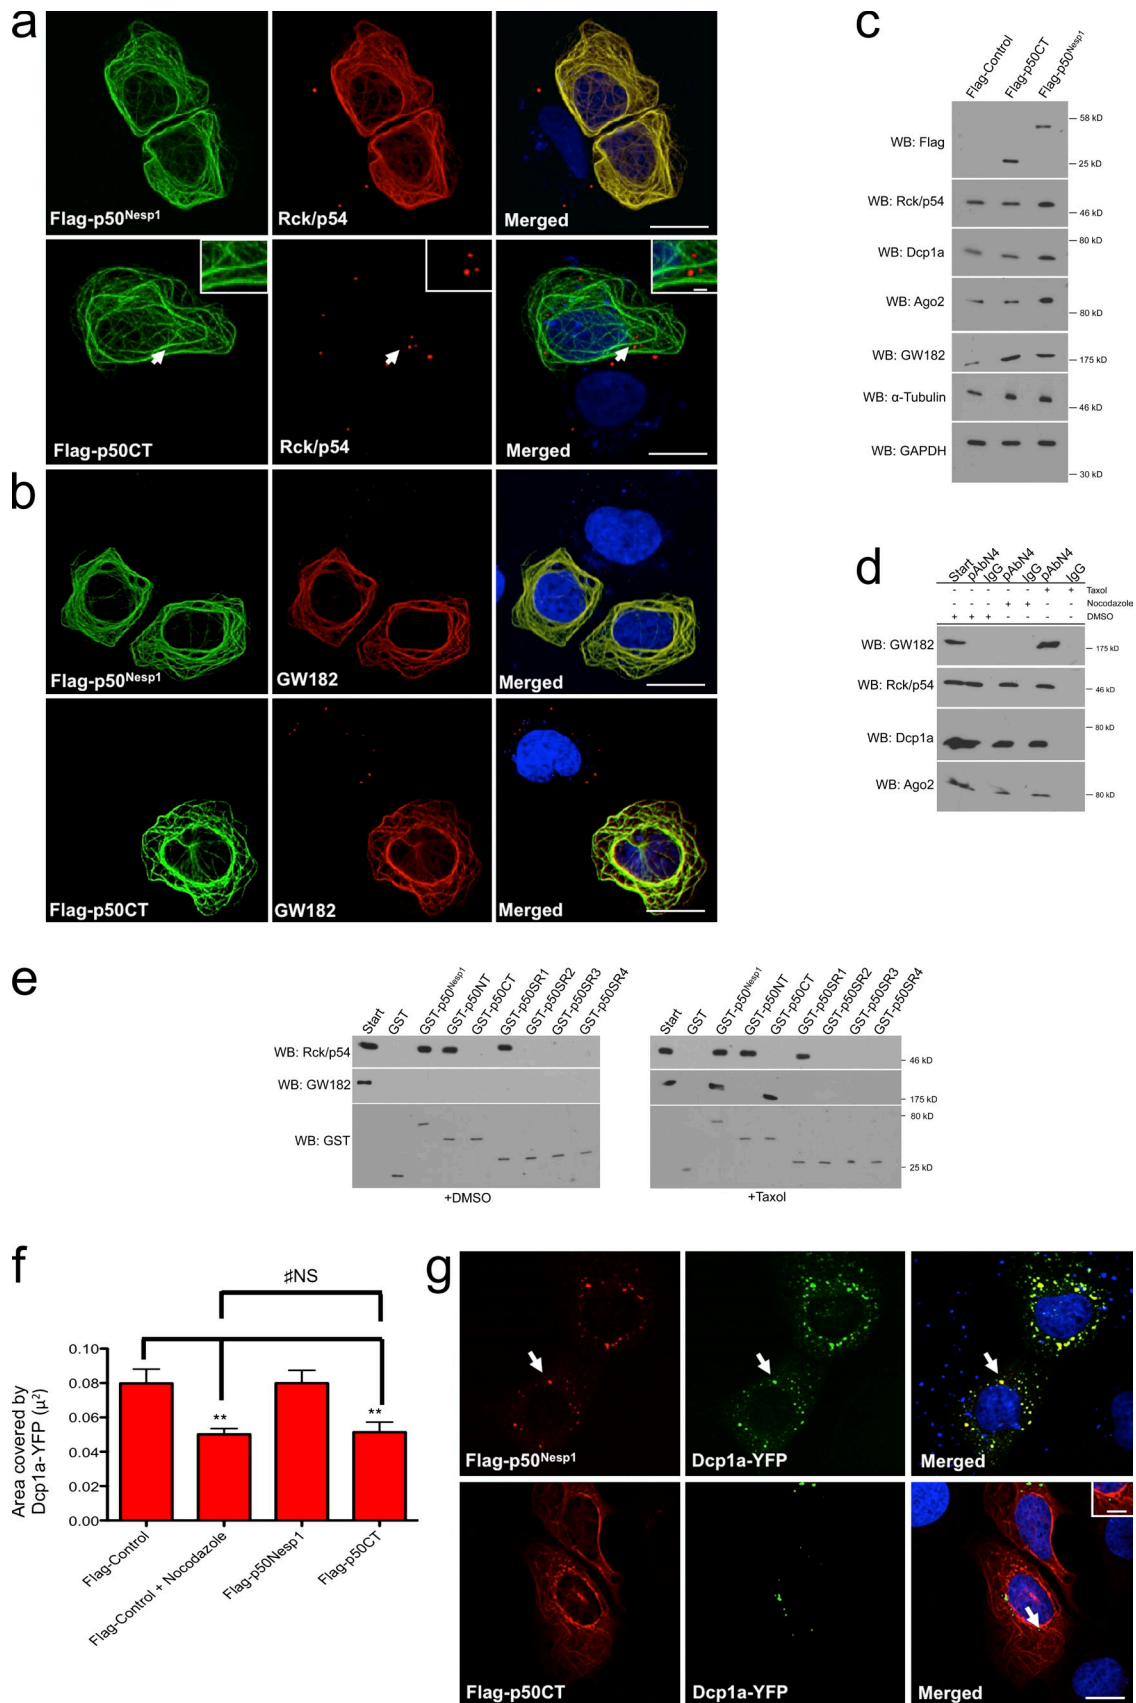 a
Flag-p50Nesp1
Rck/p54
Merged
Flag-p50CT
Rck/p54
Merged
b
Flag-p50Nesp1
GW182
Merged
Flag-p50CT
GW182
Merged
c
Flag-Control
Flag-p50CT
Flag-p50Nesp1
WB: Flag
58 kD
25 kD
WB: Rck/p54
46 kD
WB: Dcp1a
80 kD
WB: Ago2
80 kD
WB: GW182
175 kD
WB: α-Tubulin
46 kD
WB: GAPDH
30 kD
d
Start
pAbN4
IgG
pAbN4
IgG
pAbN4
IgG
- - - - - + + Taxol
- - - + + - - Nocodazole
+ + + - - - - DMSO
WB: GW182
175 kD
WB: Rck/p54
46 kD
WB: Dcp1a
80 kD
WB: Ago2
80 kD
e
Start
GST
GST-p50Nesp1
GST-p50NT
GST-p50CT
GST-p50SR1
GST-p50SR2
GST-p50SR3
GST-p50SR4
Start
GST
GST-p50Nesp1
GST-p50NT
GST-p50CT
GST-p50SR1
GST-p50SR2
GST-p50SR3
GST-p50SR4
WB: Rck/p54
46 kD
WB: GW182
175 kD
WB: GST
80 kD
25 kD
+DMSO
+Taxol
f
♯NS
Area covered by
Dcp1a-YFP (μ²)
0.10
0.08
0.06
0.04
0.02
0.00
**
**
Flag-Control
Flag-Control + Nocodazole
Flag-p50Nesp1
Flag-p50CT
g
Flag-p50Nesp1
Dcp1a-YFP
Merged
Flag-p50CT
Dcp1a-YFP
Merged